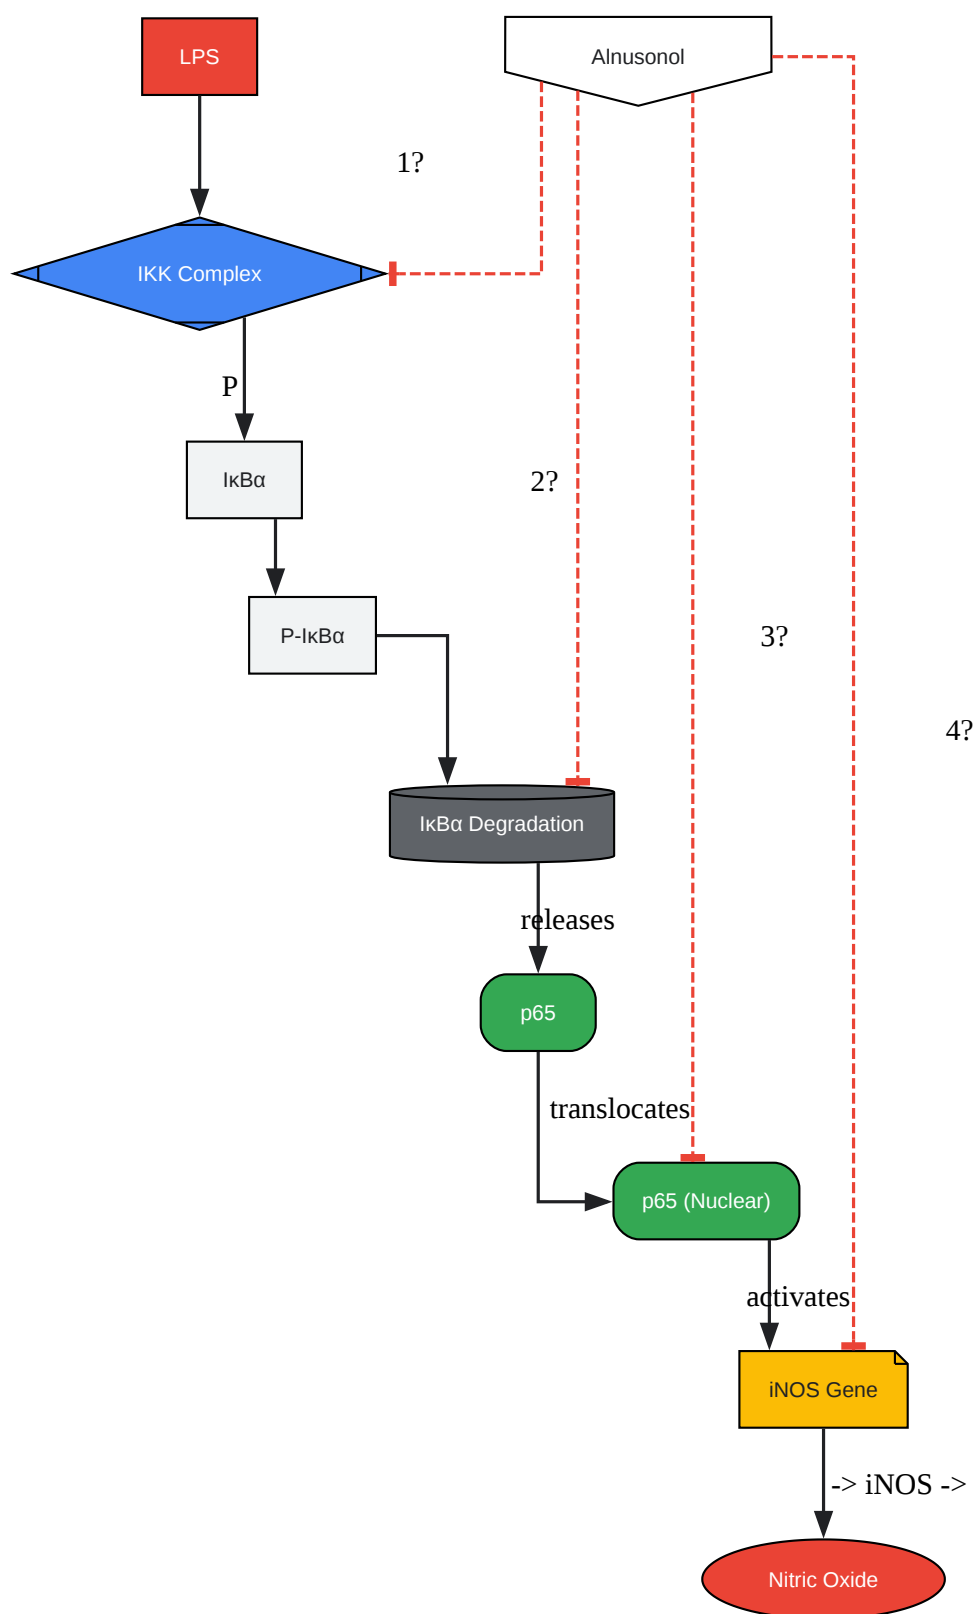 LPS
Alnusonol
1?
IKK Complex
P
IκBα
2?
P-IκBα
3?
4?
IκBα Degradation
releases
p65
translocates
p65 (Nuclear)
activates
iNOS Gene
-> iNOS ->
Nitric Oxide